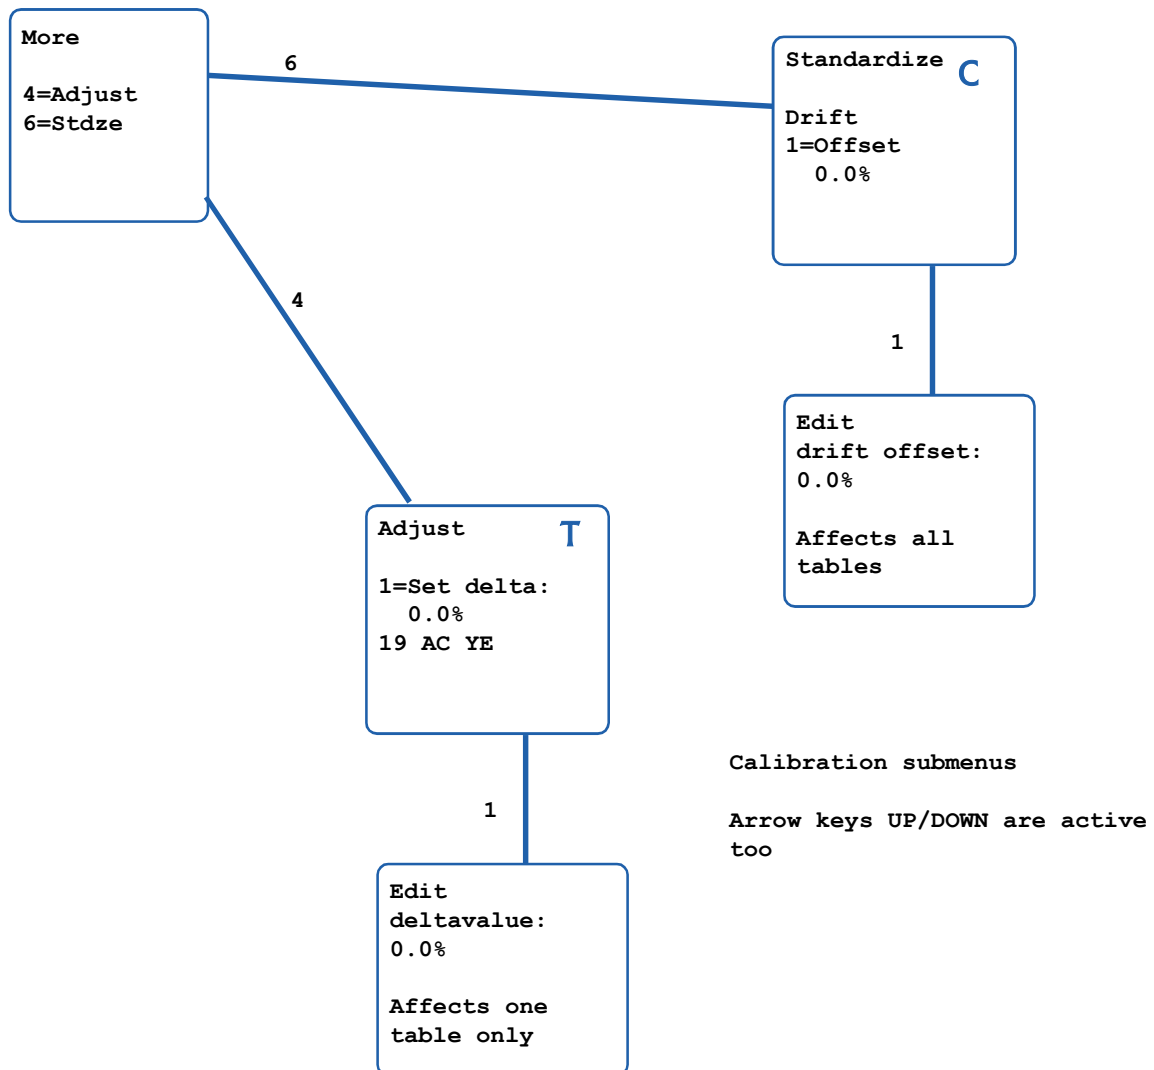 More
4=Adjust
6=Stdze
6
Standardize C
Drift
1=Offset
0.0%
4
1
Edit
drift offset:
0.0%
Affects all
tables
Adjust T
1=Set delta:
0.0%
19 AC YE
Calibration submenus
Arrow keys UP/DOWN are active
too
1
Edit
deltavalue:
0.0%
Affects one
table only